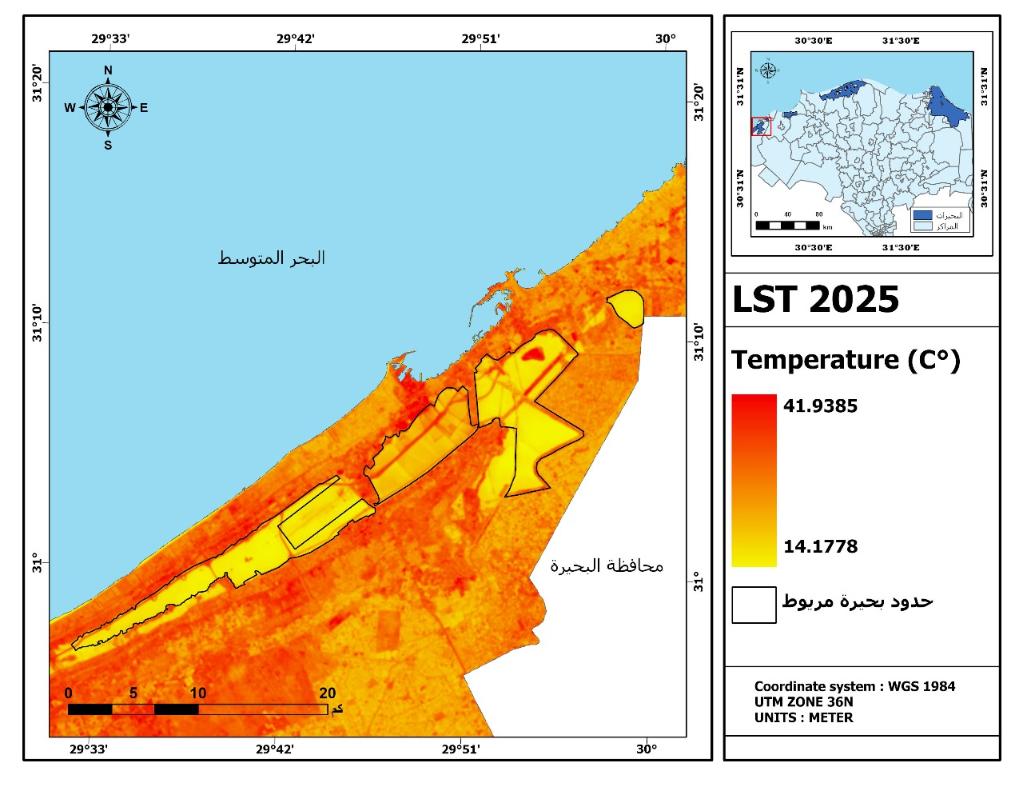 29°33'
29°42'
29°51'
30°
31°20'
31°10'
31°
31°20'
31°10'
31°
29°33'
29°42'
29°51'
30°
N
W
E
S
البحر المتوسط
محافظة البحيرة
0
5
10
20
كم
30°30'E
31°30'E
31°31'N
30°31'N
31°31'N
30°31'N
30°30'E
31°30'E
0
40
80
km
البحيرات
المراكز
LST 2025
Temperature (C°)
41.9385
14.1778
حدود بحيرة مريوط
Coordinate system : WGS 1984
UTM ZONE 36N
UNITS : METER